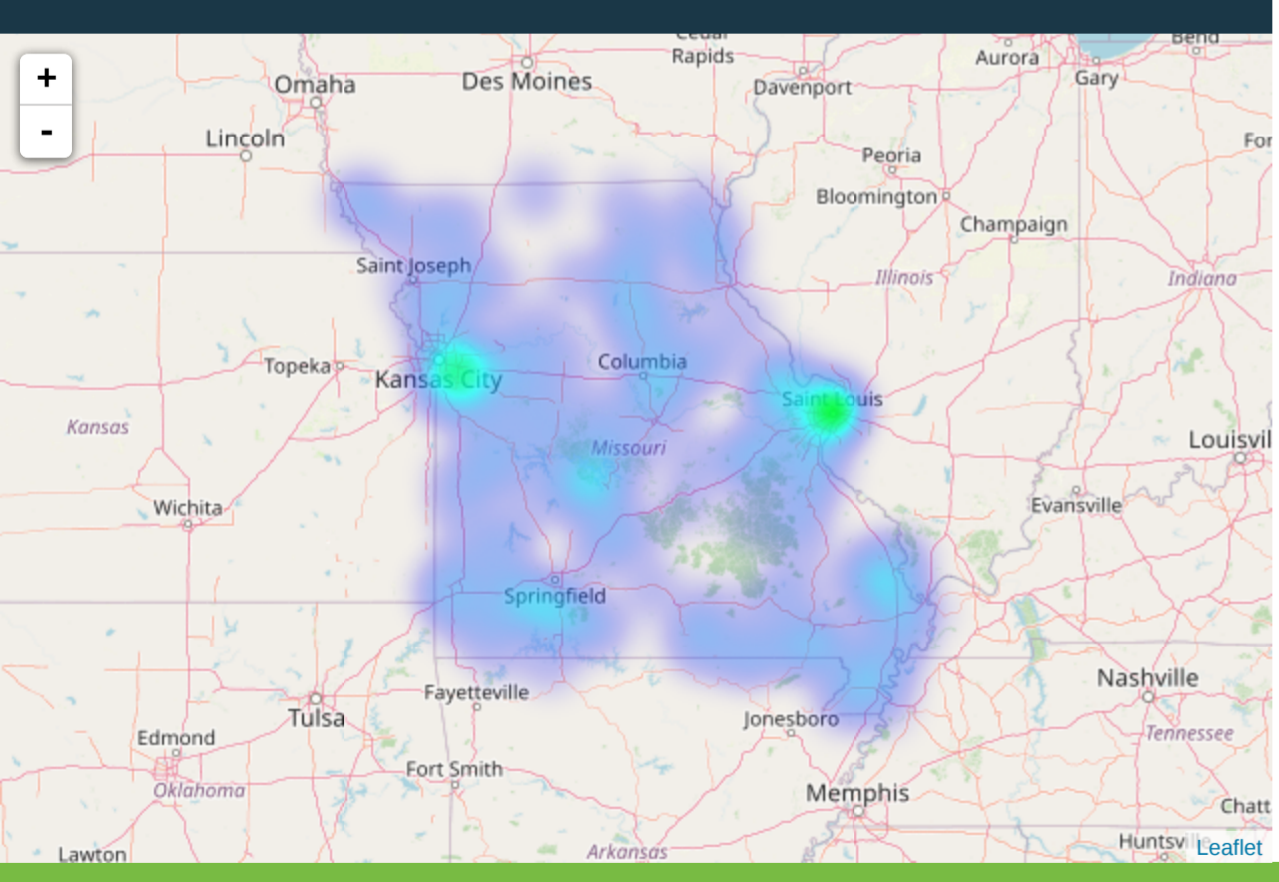 +
-
Cedar
Rapids
Bend
Aurora
Gary
Omaha
Des Moines
Davenport
Lincoln
Peoria
Bloomington
Champaign
Saint Joseph
Illinois
Indiana
Topeka
Kansas City
Columbia
Saint Louis
Kansas
Missouri
Louisvil
Wichita
Evansville
Springfield
Fayetteville
Nashville
Tulsa
Jonesboro
Tennessee
Edmond
Fort Smith
Oklahoma
Memphis
Chatt
Lawton
Arkansas
Huntsvil
Leaflet